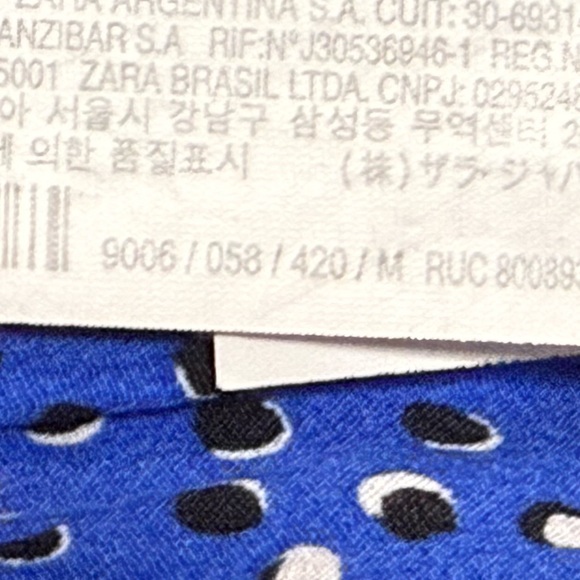 ZARA ARGENTINA S.A. CUIT: 30-6931
ANZIBAR S.A RIF:N°J30536946-1 REG.N
5001 ZARA BRASIL LTDA. CNPJ: 0295248
아 서울시 강남구 삼성동 무역센터 2
에 의한 품질표시 (株)ザラ・ジャパ
9006 / 058 / 420 / M RUC 800893